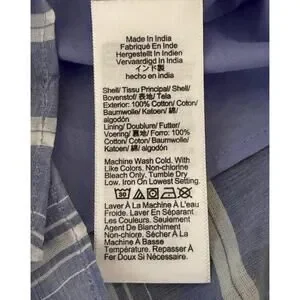 Made In India
Fabriqué En Inde
Hergestellt In Indien
Vervaardigd In India
インド製
hecho en india
Shell/ Tissu Principal/ Shell/
Bovenstof/ 表地/ Tela
Exterior: 100% Cotton/ Coton/
Baumwolle/ Katoen/ 綿/
algodón
Lining/ Doublure/ Futter/
Voering/ 裏地: 100%
Cotton/ Coton/ Baumwolle/
Katoen/ 綿/ algodón
Machine Wash Cold. With
Like Colors. Non-chlorine
Bleach Only. Tumble Dry
Low. Iron On Lowest Setting.
30
Laver À La Machine À L'eau
Froid. Laver En Séparant
Les Couleurs. Seulement
Agent De Blanchiment
Non-chlore. Sécher À La
Machine À Basse
Température. Repasser À
Fer Doux Si Nécessaire.